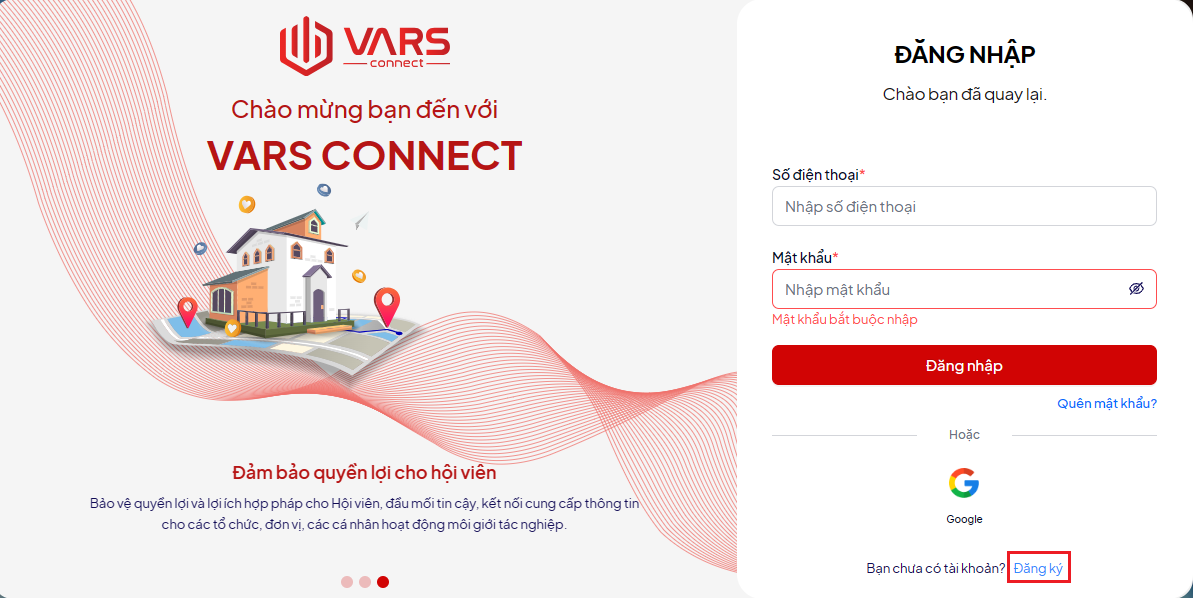 VARS
connect
Chào mừng bạn đến với
VARS CONNECT
Đảm bảo quyền lợi cho hội viên
Bảo vệ quyền lợi và lợi ích hợp pháp cho Hội viên, đầu mối tin cậy, kết nối cung cấp thông tin
cho các tổ chức, đơn vị, các cá nhân hoạt động môi giới tác nghiệp.
ĐĂNG NHẬP
Chào bạn đã quay lại.
Số điện thoại*
Nhập số điện thoại
Mật khẩu*
Nhập mật khẩu
Mật khẩu bắt buộc nhập
Đăng nhập
Quên mật khẩu?
Hoặc
Google
Bạn chưa có tài khoản? Đăng ký